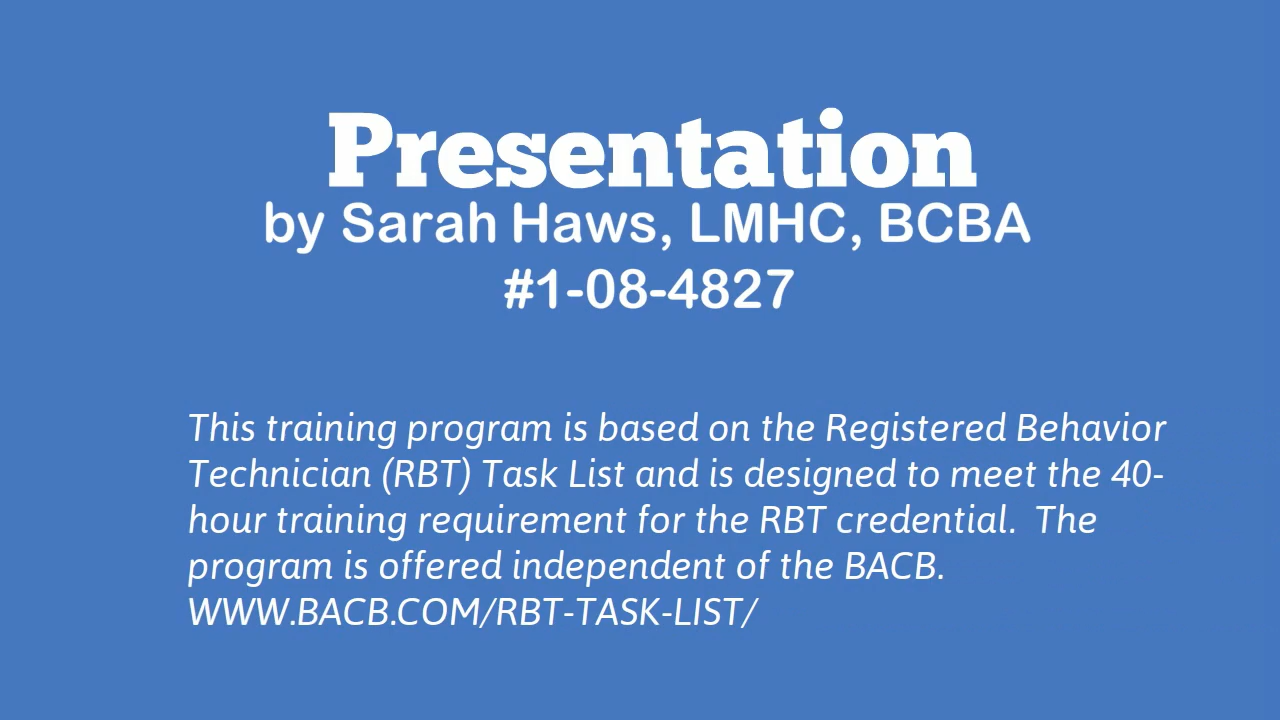 Presentation
by Sarah Haws, LMHC, BCBA
#1-08-4827
This training program is based on the Registered Behavior
Technician (RBT) Task List and is designed to meet the 40-
hour training requirement for the RBT credential.  The
program is offered independent of the BACB.
WWW.BACB.COM/RBT-TASK-LIST/